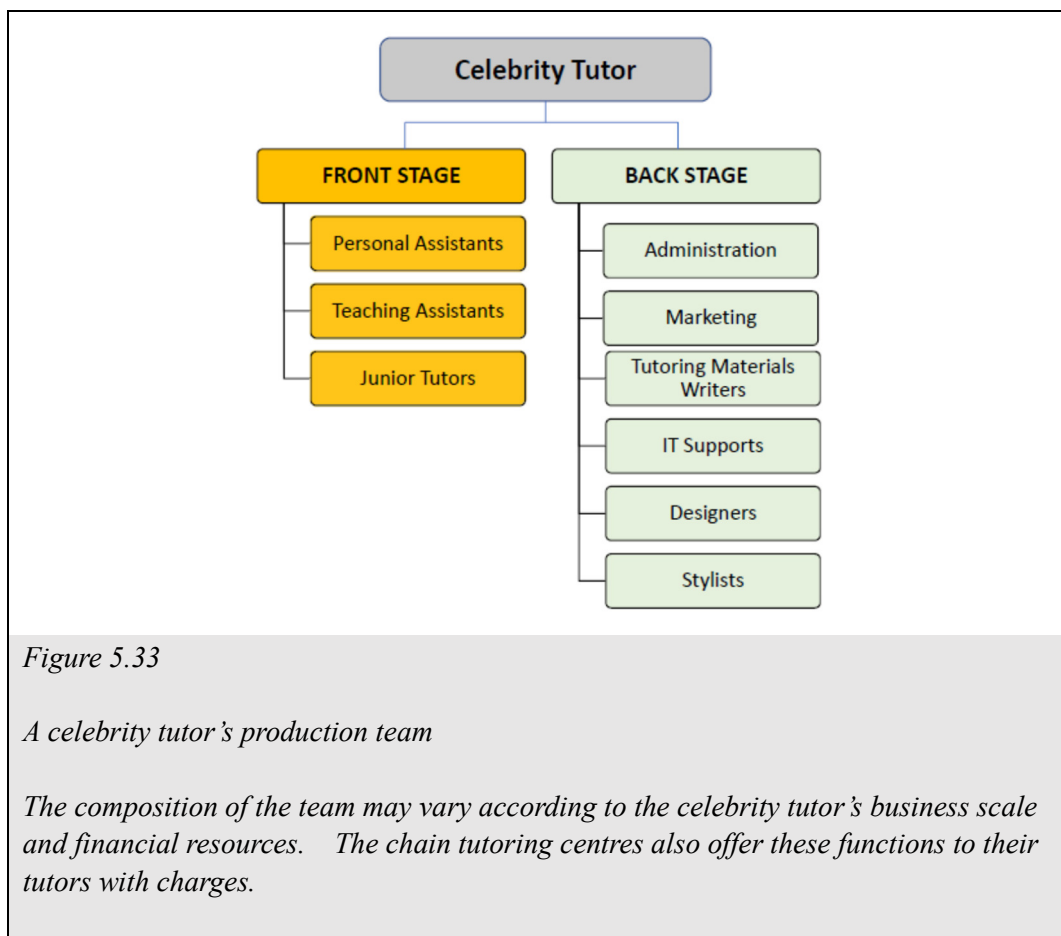 Celebrity Tutor
FRONT STAGE
Personal Assistants
Teaching Assistants
Junior Tutors
BACK STAGE
Administration
Marketing
Tutoring Materials
Writers
IT Supports
Designers
Stylists
Figure 5.33
A celebrity tutor’s production team
The composition of the team may vary according to the celebrity tutor’s business scale
and financial resources. The chain tutoring centres also offer these functions to their
tutors with charges.